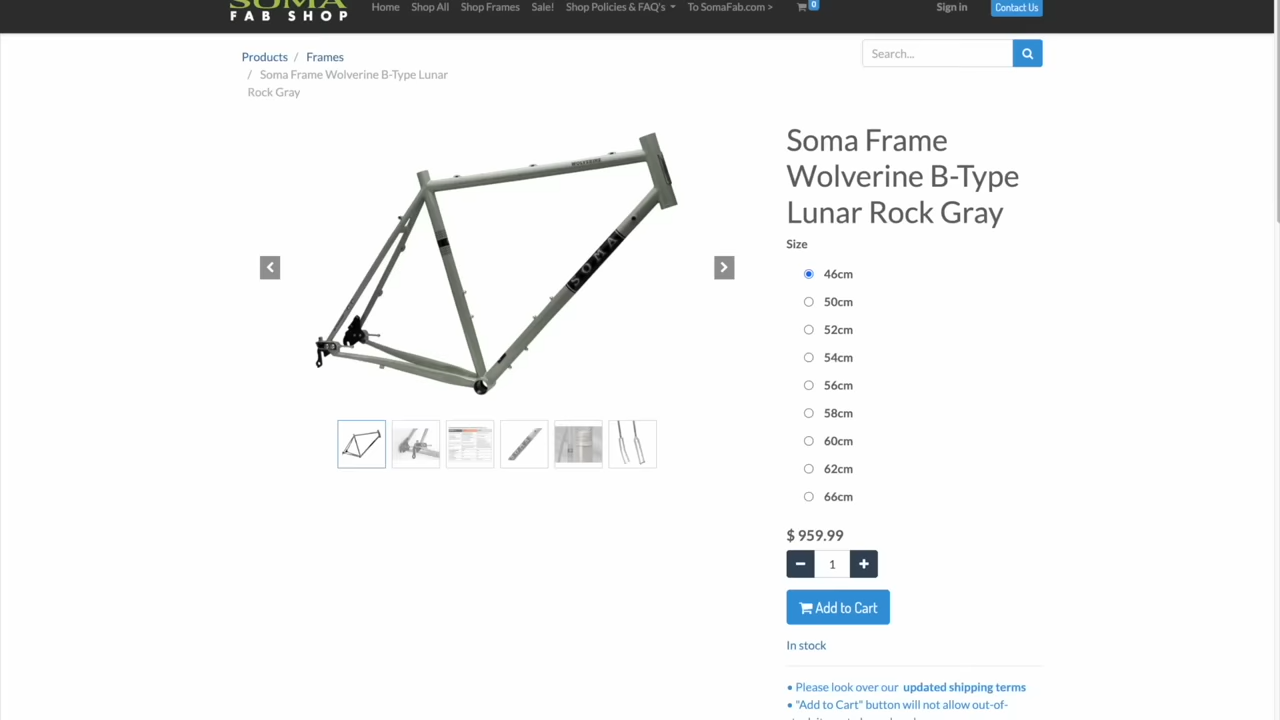 SOMA
FAB SHOP
Home Shop All Shop Frames Sale! Shop Policies & FAQ's To SomaFab.com > 0 Sign in Contact Us
Products / Frames
/ Soma Frame Wolverine B-Type Lunar
Rock Gray
Search...
WOLVERINE
SOMA
Soma Frame
Wolverine B-Type
Lunar Rock Gray
Size
46cm
50cm
52cm
54cm
56cm
58cm
60cm
62cm
66cm
$ 959.99
1
Add to Cart
In stock
• Please look over our updated shipping terms
• "Add to Cart" button will not allow out-of-